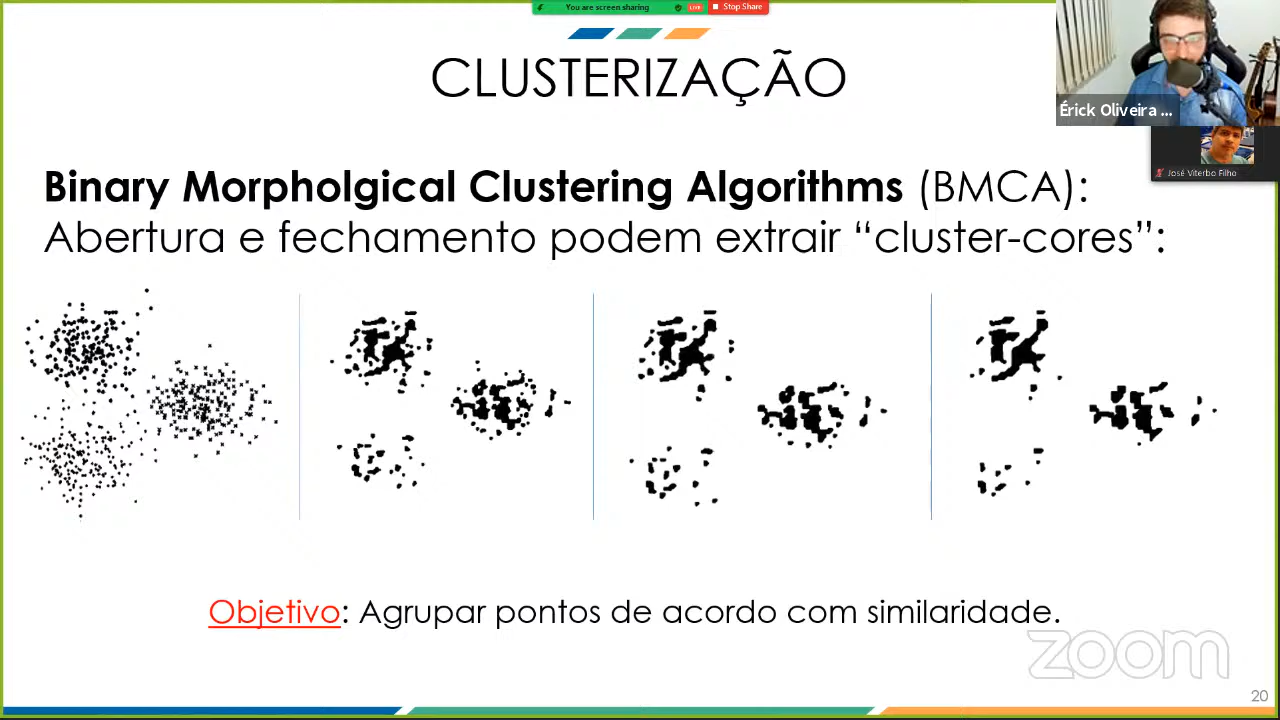 You are screen sharing LIVE Stop Share
CLUSTERIZAÇÃO
Érick Oliveira ...
José Viterbo Filho
Binary Morpholgical Clustering Algorithms (BMCA):
Abertura e fechamento podem extrair “cluster-cores”:
Objetivo: Agrupar pontos de acordo com similaridade.
zoom
20